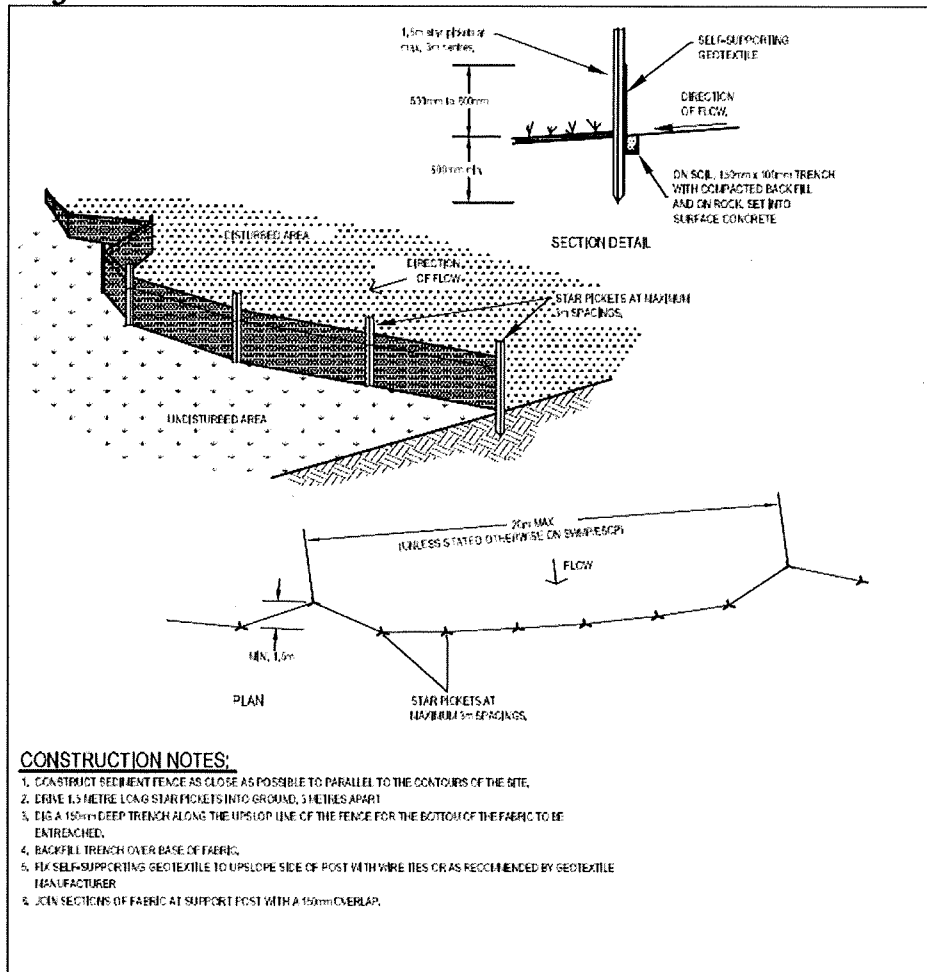 1,5m star pickets at
max, 3m centres,
SELF-SUPPORTING
GEOTEXTILE
DIRECTION
OF FLOW,
500mm to 600mm
600mm min,
ON SOIL, 150mm x 100mm TRENCH
WITH COMPACTED BACKFILL
AND ON ROCK, SET INTO
SURFACE CONCRETE
SECTION DETAIL
DISTURBED AREA
DIRECTION
OF FLOW,
STAR PICKETS AT MAXIMUM
3m SPACINGS,
UNDISTURBED AREA
20m MAX
(UNLESS STATED OTHERWISE ON SWMP/ESCP)
FLOW
MIN, 1,5m
PLAN
STAR PICKETS AT
MAXIMUM 3m SPACINGS,
CONSTRUCTION NOTES:
1, CONSTRUCT SEDIMENT FENCE AS CLOSE AS POSSIBLE TO PARALLEL TO THE CONTOURS OF THE SITE,
2, DRIVE 1,5 METRE LONG STAR PICKETS INTO GROUND, 3 METRES APART
3, DIG A 150mm DEEP TRENCH ALONG THE UPSLOP LINE OF THE FENCE FOR THE BOTTOM OF THE FABRIC TO BE
ENTRENCHED,
4, BACKFILL TRENCH OVER BASE OF FABRIC,
5, FIX SELF-SUPPORTING GEOTEXTILE TO UPSLOPE SIDE OF POST WITH WIRE TIES OR AS RECOMMENDED BY GEOTEXTILE
MANUFACTURER
6, JOIN SECTIONS OF FABRIC AT SUPPORT POST WITH A 150mm OVERLAP,